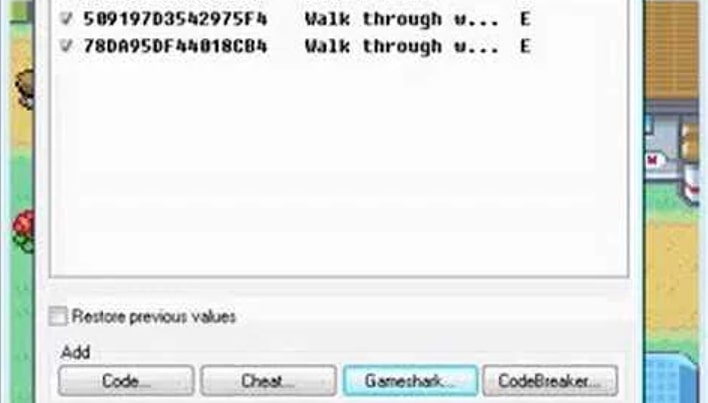 509197D3542975F4 Walk through w... E
78DA95DF44018CB4 Walk through w... E
Restore previous values
Add
Code... Cheat... Gameshark... CodeBreaker...